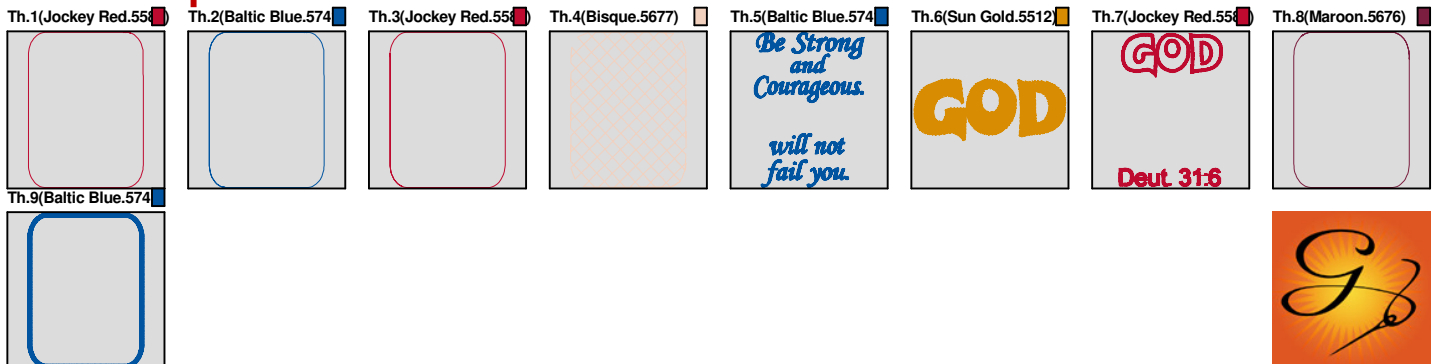 Th.1(Jockey Red.558 )
Th.2(Baltic Blue.574
Th.3(Jockey Red.558 )
Th.4(Bisque.5677)
Th.5(Baltic Blue.574
Th.6(Sun Gold.5512)
Th.7(Jockey Red.558 )
Th.8(Maroon.5676)
Be Strong
and
Courageous.
will not
fail you.
GOD
GOD
Deut. 31:6
Th.9(Baltic Blue.574
G